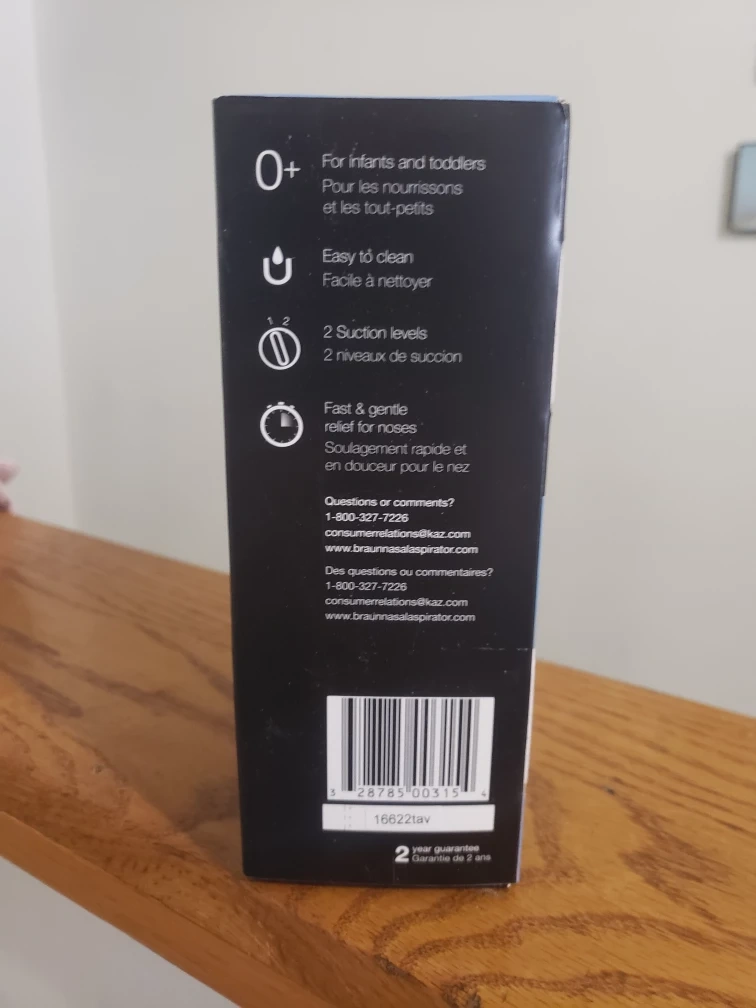 0+
For infants and toddlers
Pour les nourrissons
et les tout-petits
Easy to clean
Facile à nettoyer
1 2
2 Suction levels
2 niveaux de succion
Fast & gentle
relief for noses
Soulagement rapide et
en douceur pour le nez
Questions or comments?
1-800-327-7226
consumerrelations@kaz.com
www.braunnasalaspirator.com
Des questions ou commentaires?
1-800-327-7226
consumerrelations@kaz.com
www.braunnasalaspirator.com
3 28785 00315 4
16622tav
2 year guarantee
Garantie de 2 ans